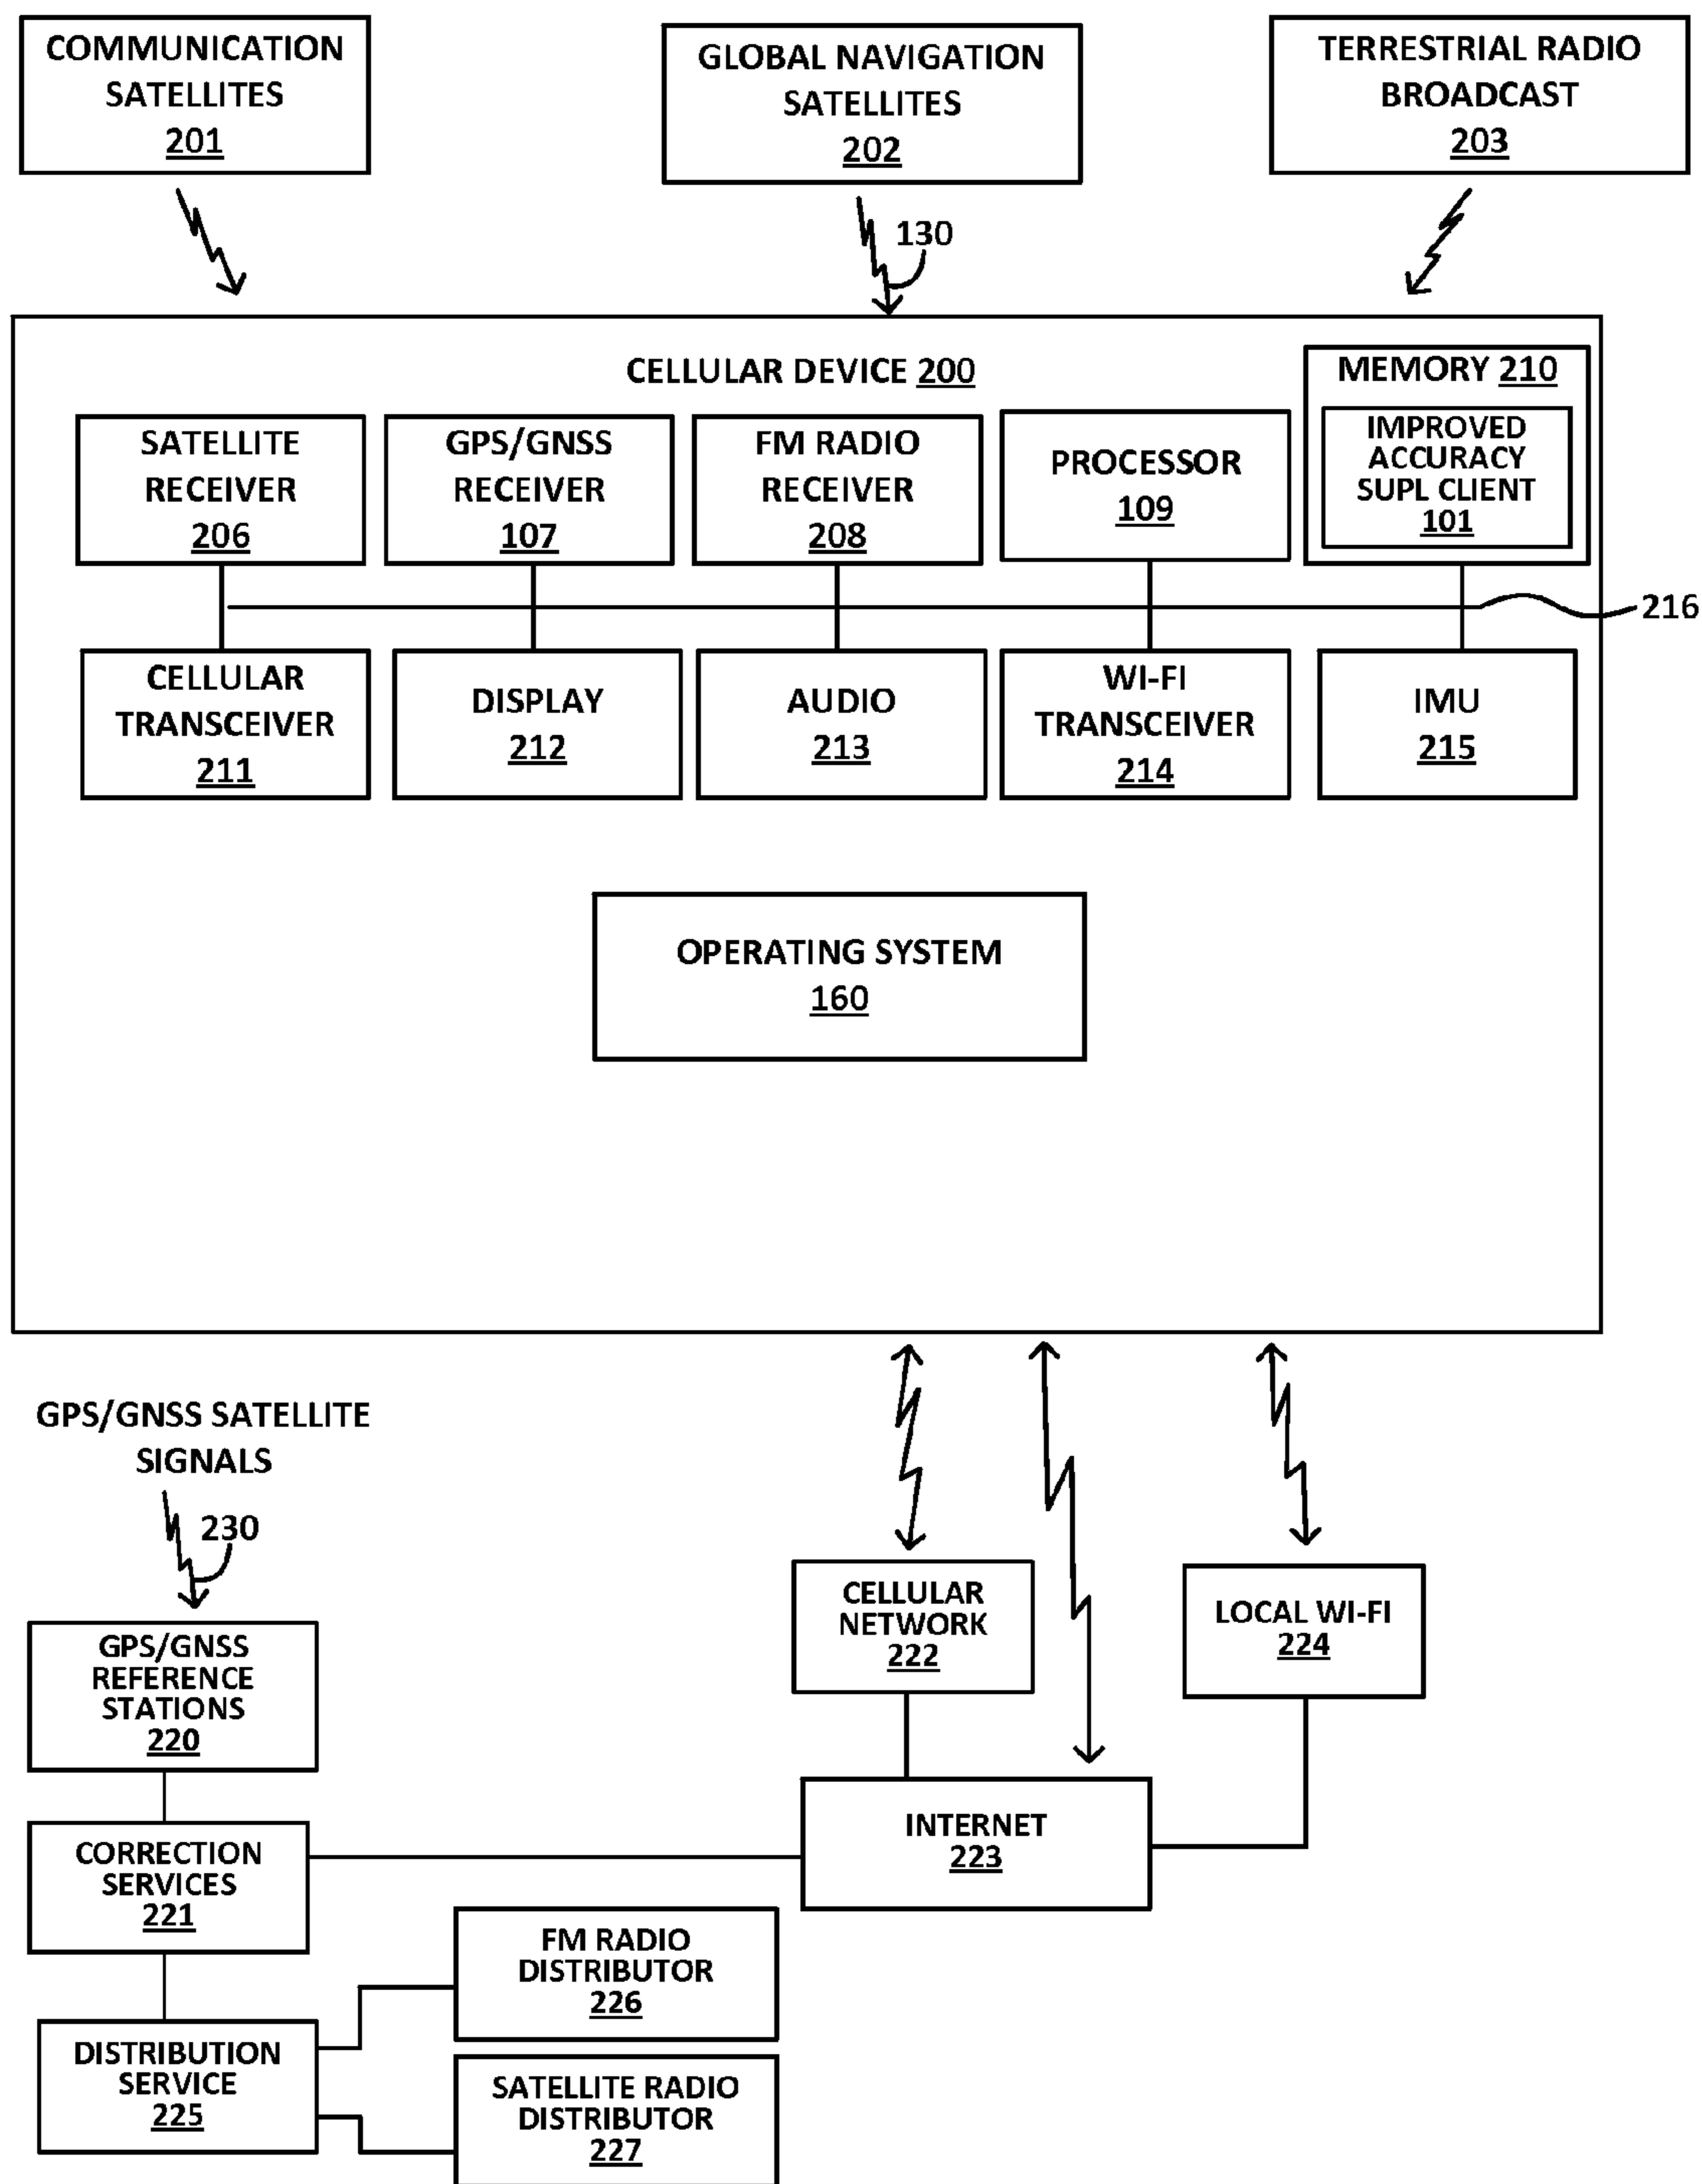 COMMUNICATION
SATELLITES
201
GLOBAL NAVIGATION
SATELLITES
202
TERRESTRIAL RADIO
BROADCAST
203
130
CELLULAR DEVICE 200
MEMORY 210
IMPROVED
ACCURACY
SUPL CLIENT
101
SATELLITE
RECEIVER
206
GPS/GNSS
RECEIVER
107
FM RADIO
RECEIVER
208
PROCESSOR
109
216
CELLULAR
TRANSCEIVER
211
DISPLAY
212
AUDIO
213
WI-FI
TRANSCEIVER
214
IMU
215
OPERATING SYSTEM
160
GPS/GNSS SATELLITE
SIGNALS
230
GPS/GNSS
REFERENCE
STATIONS
220
CELLULAR
NETWORK
222
LOCAL WI-FI
224
CORRECTION
SERVICES
221
INTERNET
223
FM RADIO
DISTRIBUTOR
226
DISTRIBUTION
SERVICE
225
SATELLITE RADIO
DISTRIBUTOR
227